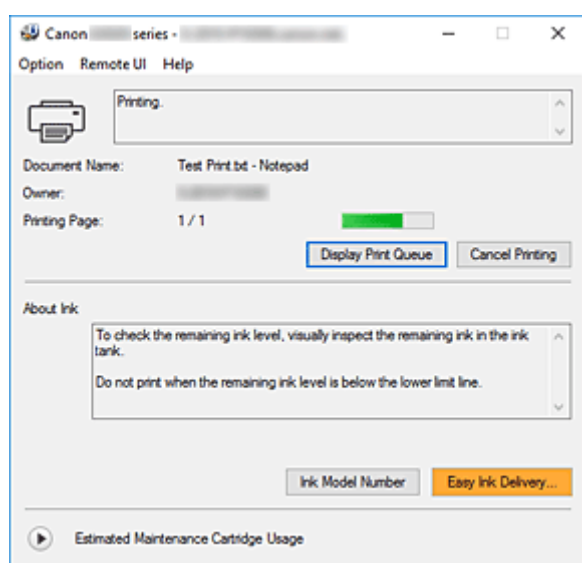 Canon series -
Option Remote UI Help
Printing.
Document Name: Test Print.txt - Notepad
Owner:
Printing Page: 1 / 1
Display Print Queue Cancel Printing
About Ink
To check the remaining ink level, visually inspect the remaining ink in the ink
tank.
Do not print when the remaining ink level is below the lower limit line.
Ink Model Number Easy Ink Delivery...
Estimated Maintenance Cartridge Usage